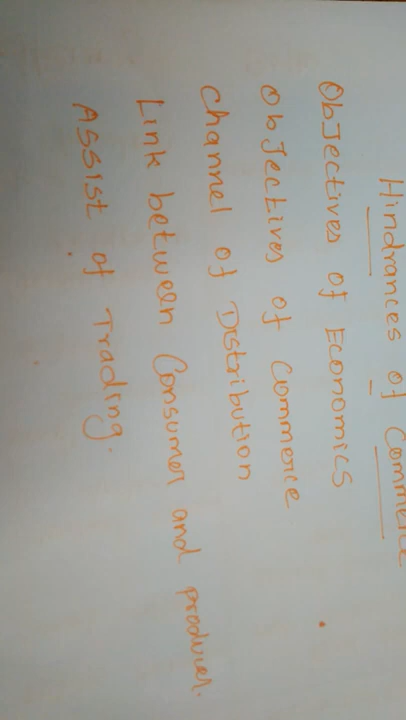 Hindrances of Commerce
Objectives of Economics
Objectives of Commerce
Channel of Distribution
Link between Consumer and producer.
Assist of Trading.